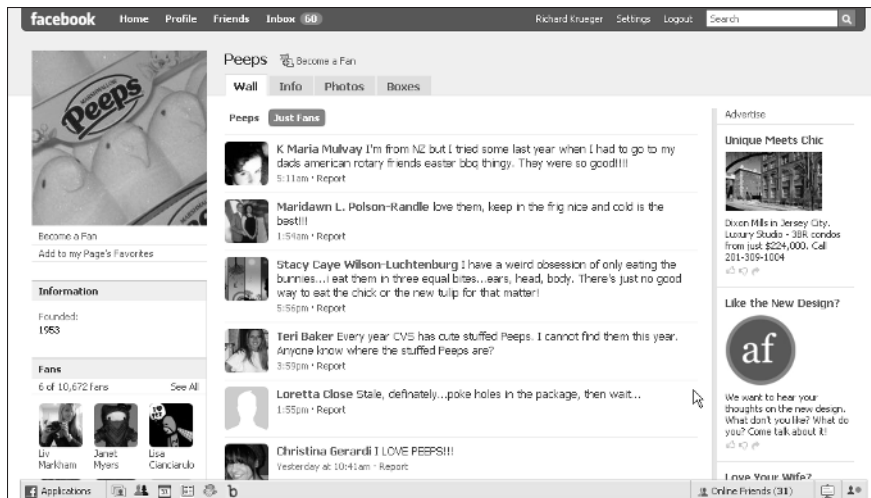 facebook Home Profile Friends Inbox 60 Richard Krueger Settings Logout Search
MARSHMALLOW
Peeps
Become a Fan
Add to my Page's Favorites
Information
Founded:
1953
Fans
6 of 10,672 fans See All
Liv
Markham
Janet
Myers
Lisa
Cianciarulo
Peeps Become a Fan
Wall Info Photos Boxes
Peeps Just Fans
K Maria Mulvay I'm from NZ but I tried some last year when I had to go to my
dads american rotary friends easter bbq thingy. They were so good!!!!
5:11am · Report
Maridawn L. Polson-Randle love them, keep in the frig nice and cold is the
best!!!
1:54am · Report
Stacy Caye Wilson-Luchtenburg I have a weird obsession of only eating the
bunnies...i eat them in three equal bites...ears, head, body. There's just no good
way to eat the chick or the new tulip for that matter!
5:56pm · Report
Teri Baker Every year CVS has cute stuffed Peeps. I cannot find them this year.
Anyone know where the stuffed Peeps are?
3:59pm · Report
Loretta Close Stale, definately...poke holes in the package, then wait...
1:55pm · Report
Christina Gerardi I LOVE PEEPS!!!
Yesterday at 10:41am · Report
Advertise
Unique Meets Chic
Dixon Mills in Jersey City.
Luxury Studio - 3BR condos
from just $224,000. Call
201-309-1004
Like the New Design?
af
We want to hear your
thoughts on the new design.
What don't you like? What do
you? Come talk about it!
Love Your Wife?
Applications 31 Online Friends (31)